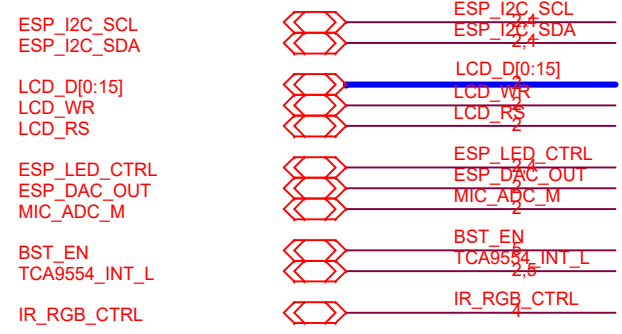 ESP_I2C_SCL ESP_I2C_SCL
2,4
ESP_I2C_SDA ESP_I2C_SDA
2,4
LCD_D[0:15] LCD_D[0:15]
2
LCD_WR LCD_WR
2
LCD_RS LCD_RS
2
ESP_LED_CTRL ESP_LED_CTRL
2,4
ESP_DAC_OUT ESP_DAC_OUT
MIC_ADC_M MIC_ADC_M
2
BST_EN BST_EN
TCA9554_INT_L TCA9554_INT_L
2,5
IR_RGB_CTRL IR_RGB_CTRL
4